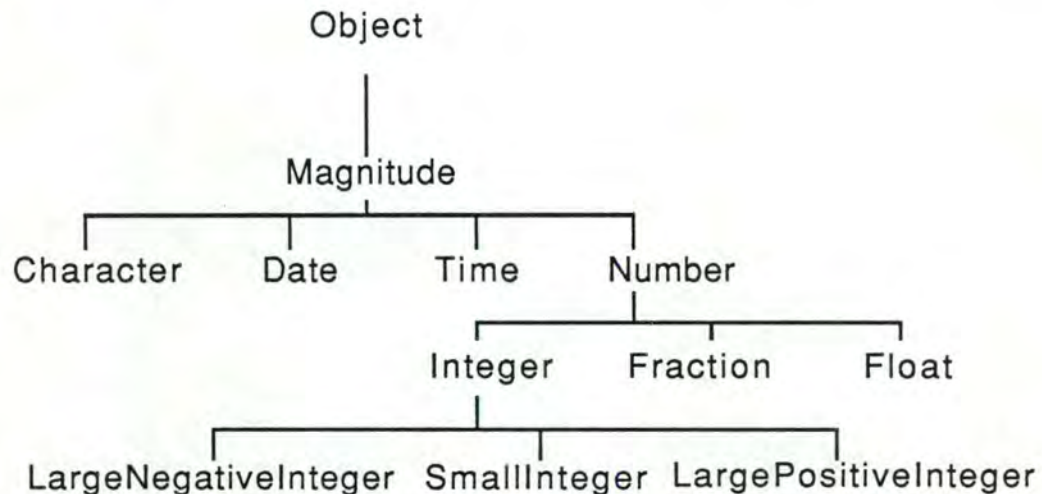 Object
Magnitude
Character Date Time Number
Integer Fraction Float
LargeNegativeInteger SmallInteger LargePositiveInteger